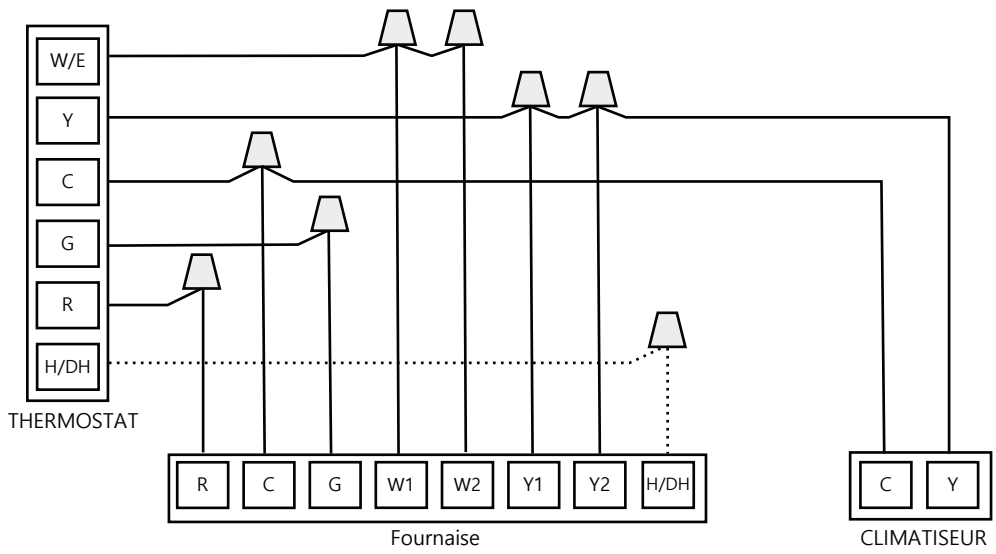 W/E
Y
C
G
R
H/DH
THERMOSTAT
R C G W1 W2 Y1 Y2 H/DH
Fournaise
C Y
CLIMATISEUR